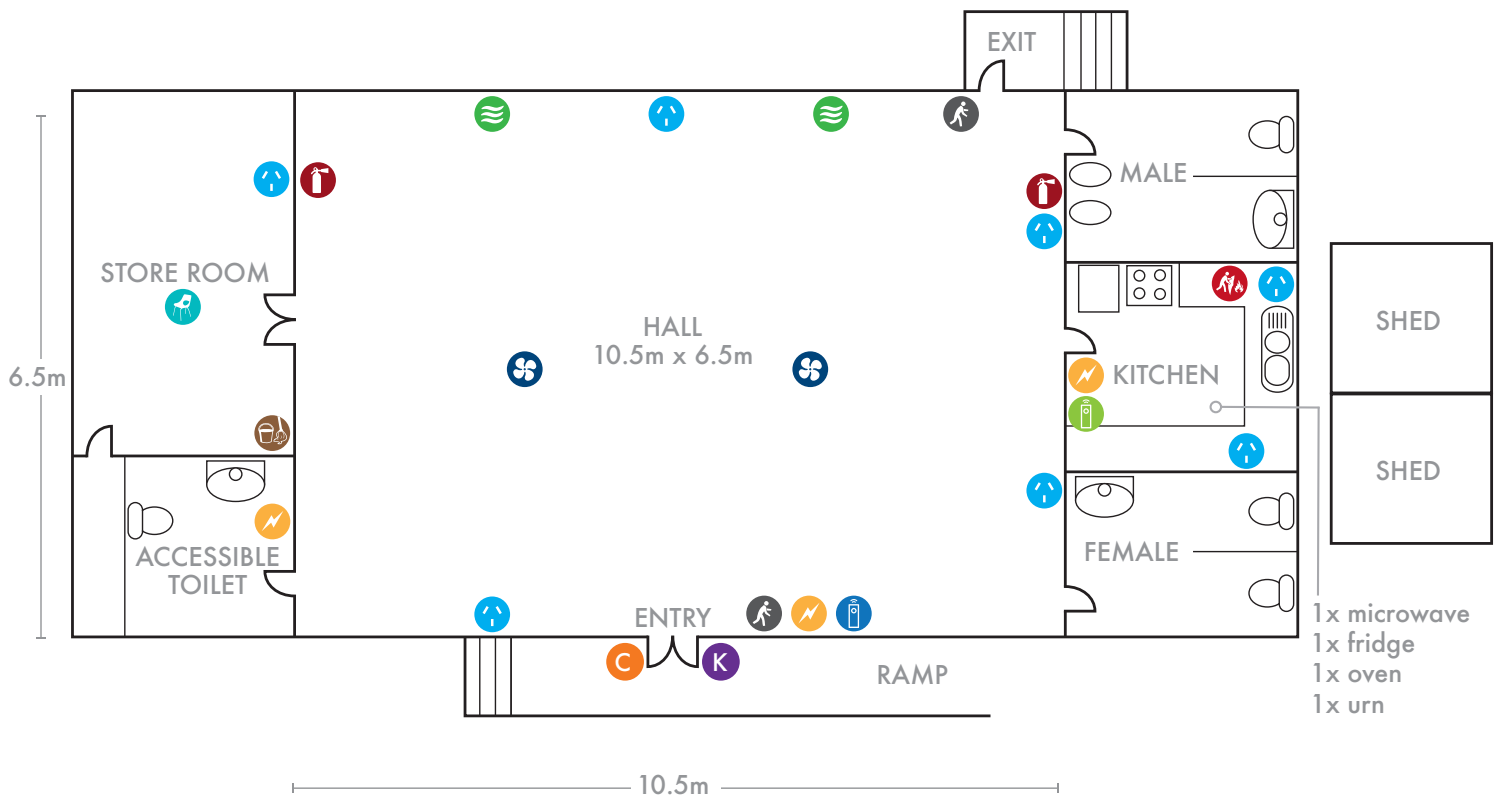 EXIT
MALE
STORE ROOM
HALL
10.5m x 6.5m
SHED
6.5m
KITCHEN
SHED
ACCESSIBLE
TOILET
FEMALE
ENTRY
1x microwave
1x fridge
1x oven
1x urn
C
K
RAMP
10.5m